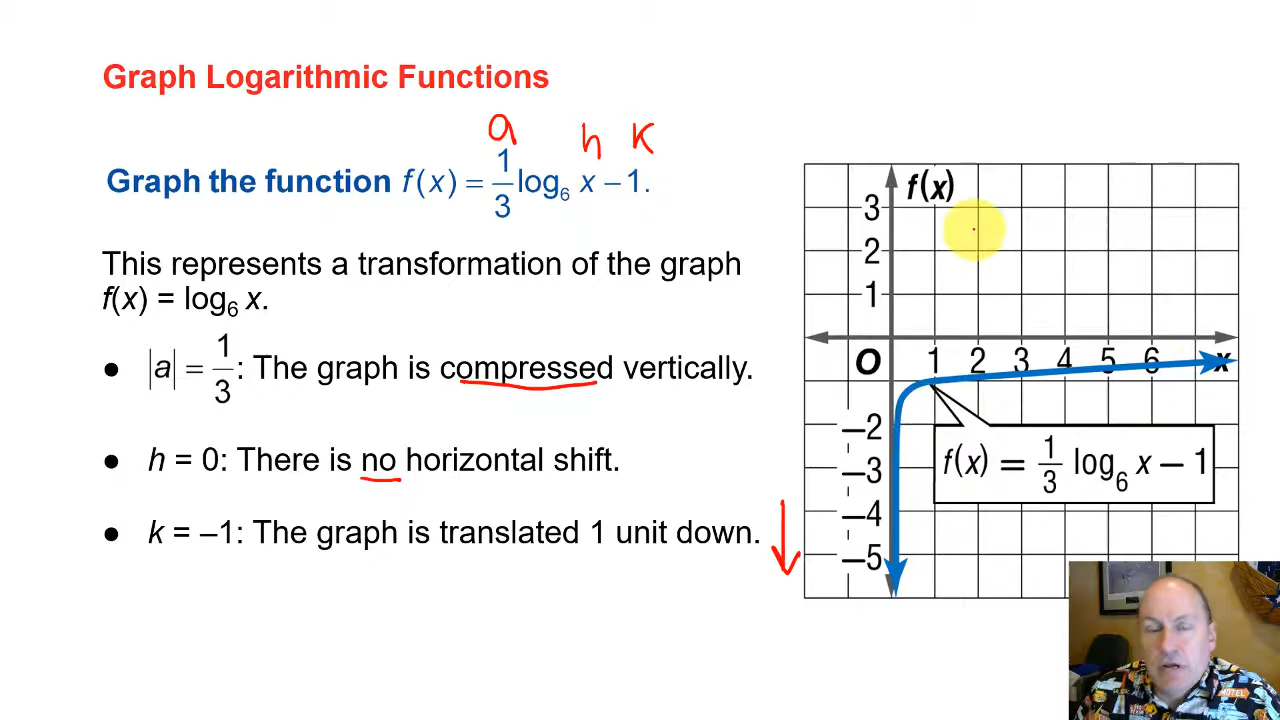 Graph Logarithmic Functions
a h K
Graph the function f(x) = 1/3 log₆ x – 1.
This represents a transformation of the graph
f(x) = log₆ x.
● |a| = 1/3: The graph is compressed vertically.
● h = 0: There is no horizontal shift.
● k = –1: The graph is translated 1 unit down.
f(x)
3
2
1
O 1 2 3 4 5 6 x
–2
–3
–4
–5
f(x) = 1/3 log₆ x – 1
MOTEL